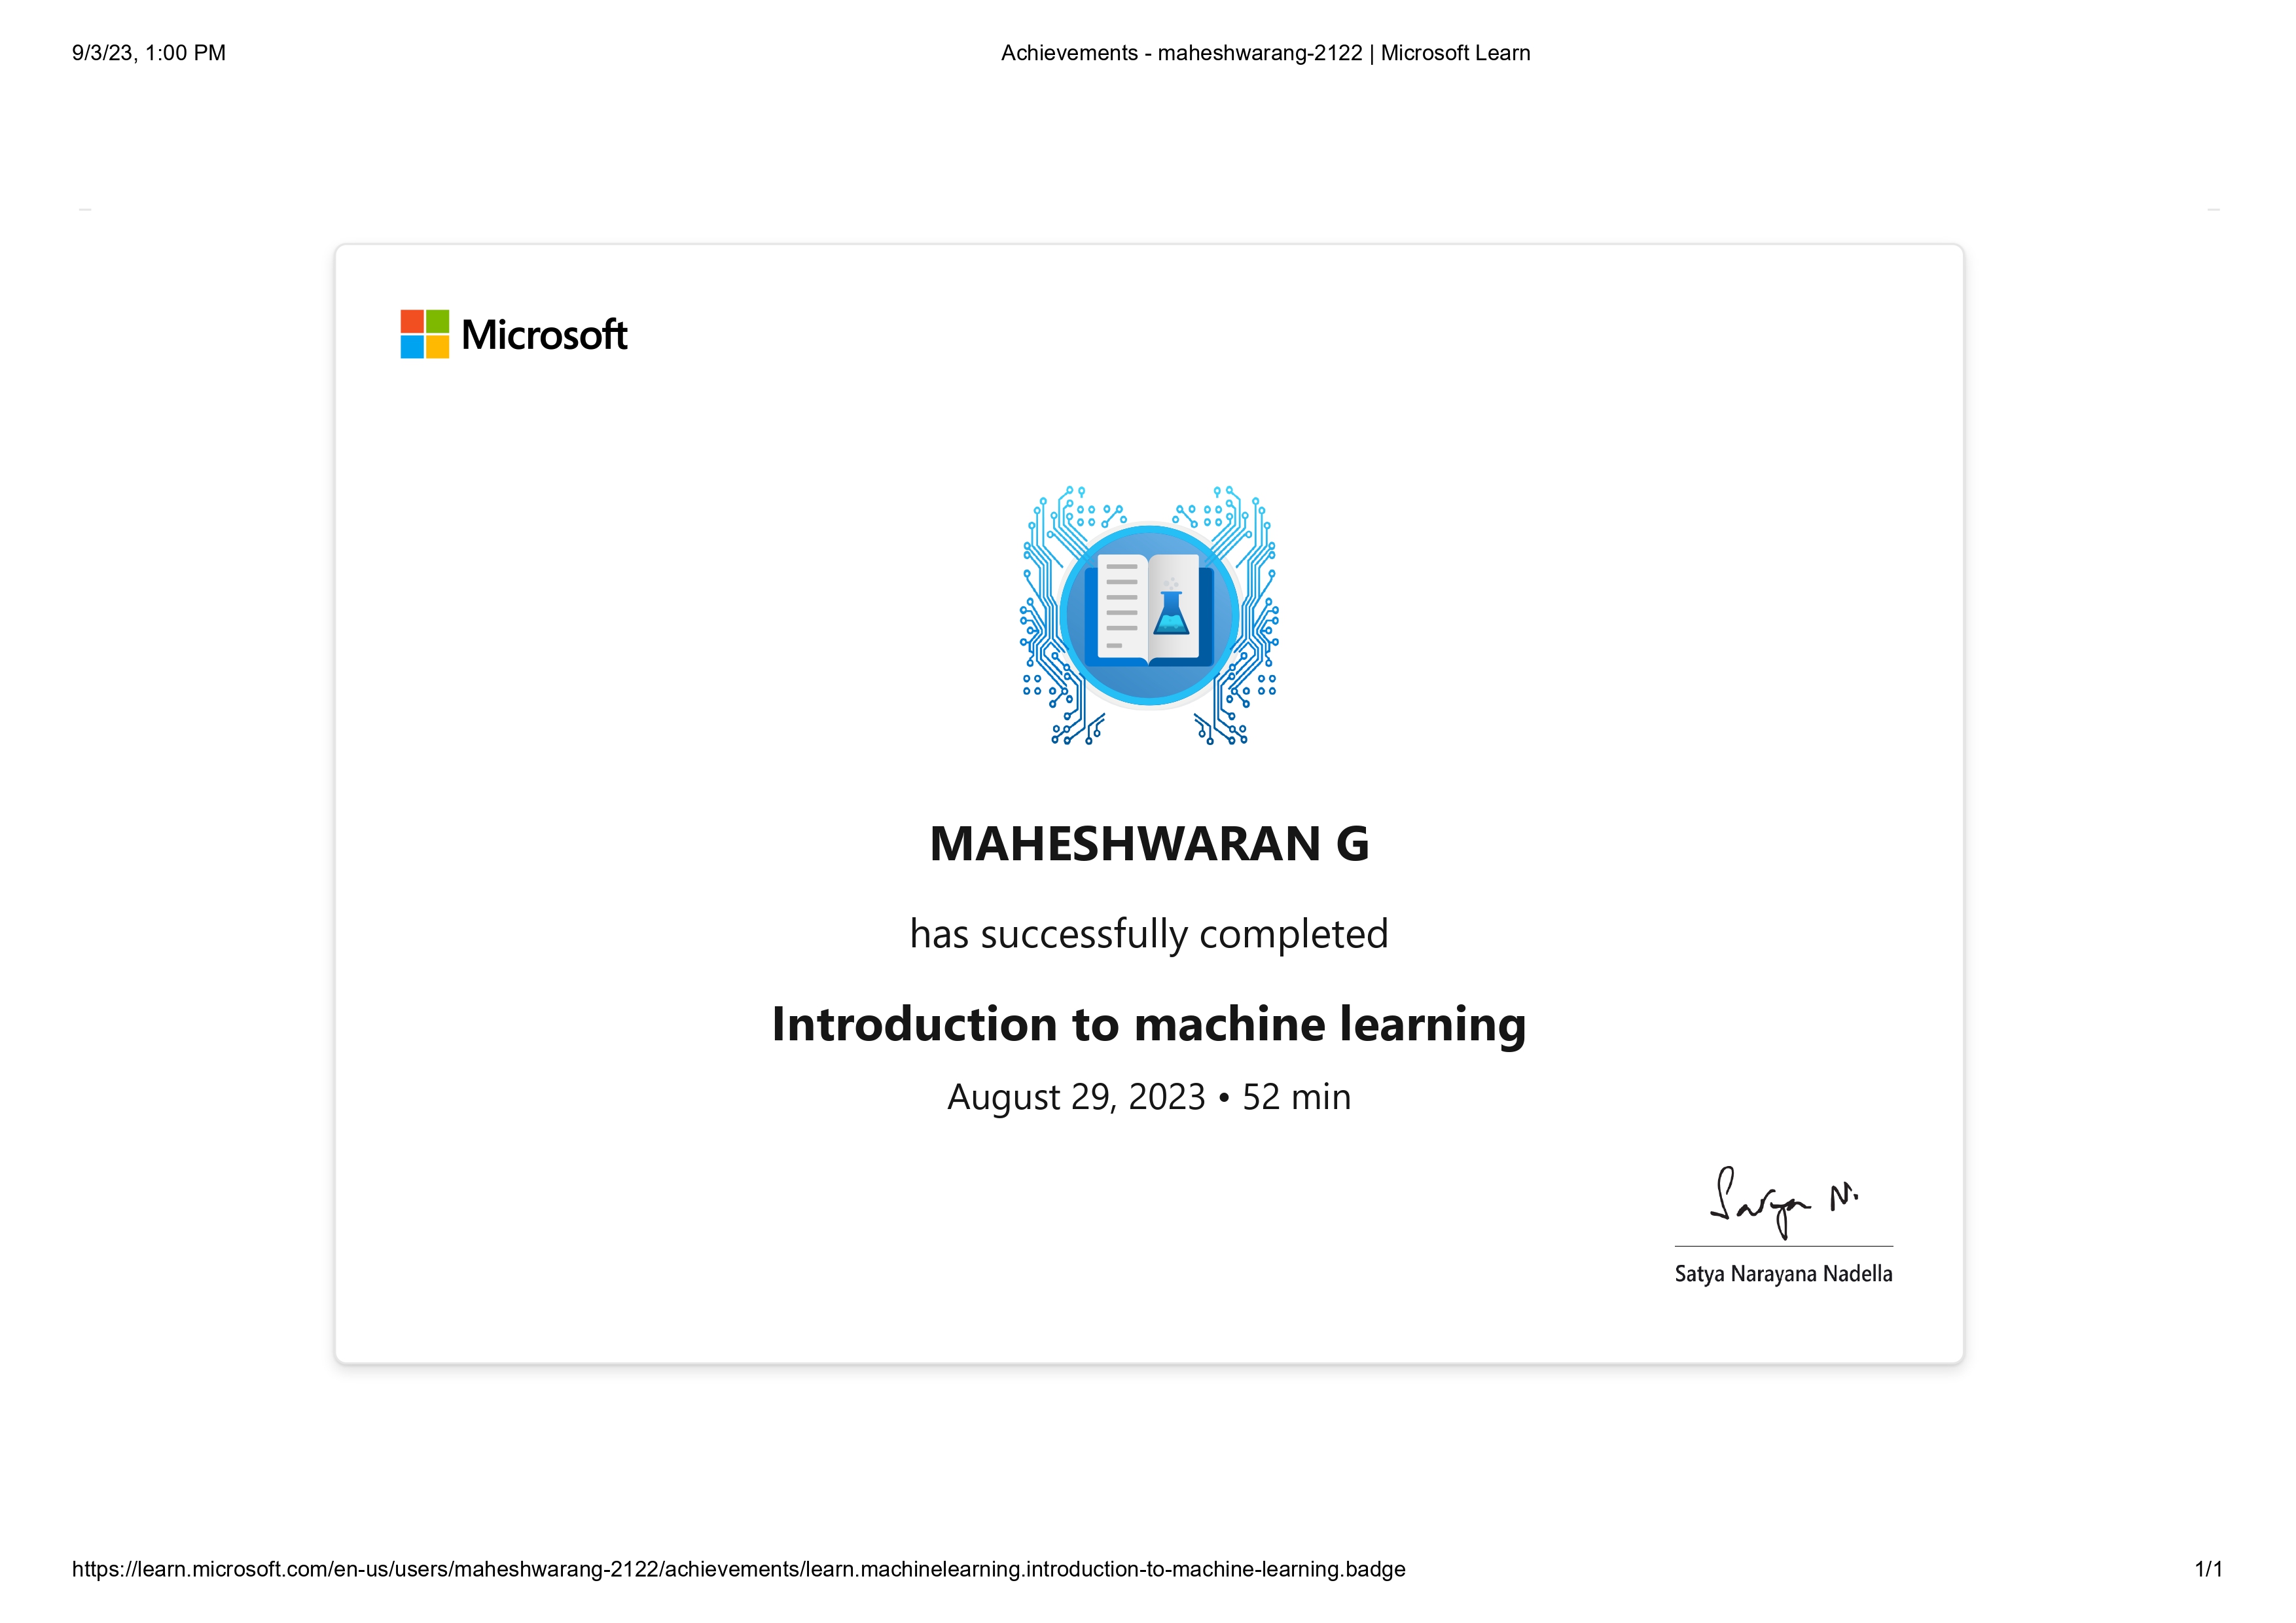 9/3/23, 1:00 PM
Achievements - maheshwarang-2122 | Microsoft Learn
Microsoft
MAHESHWARAN G
has successfully completed
Introduction to machine learning
August 29, 2023 • 52 min
Satya N.
Satya Narayana Nadella
https://learn.microsoft.com/en-us/users/maheshwarang-2122/achievements/learn.machinelearning.introduction-to-machine-learning.badge
1/1